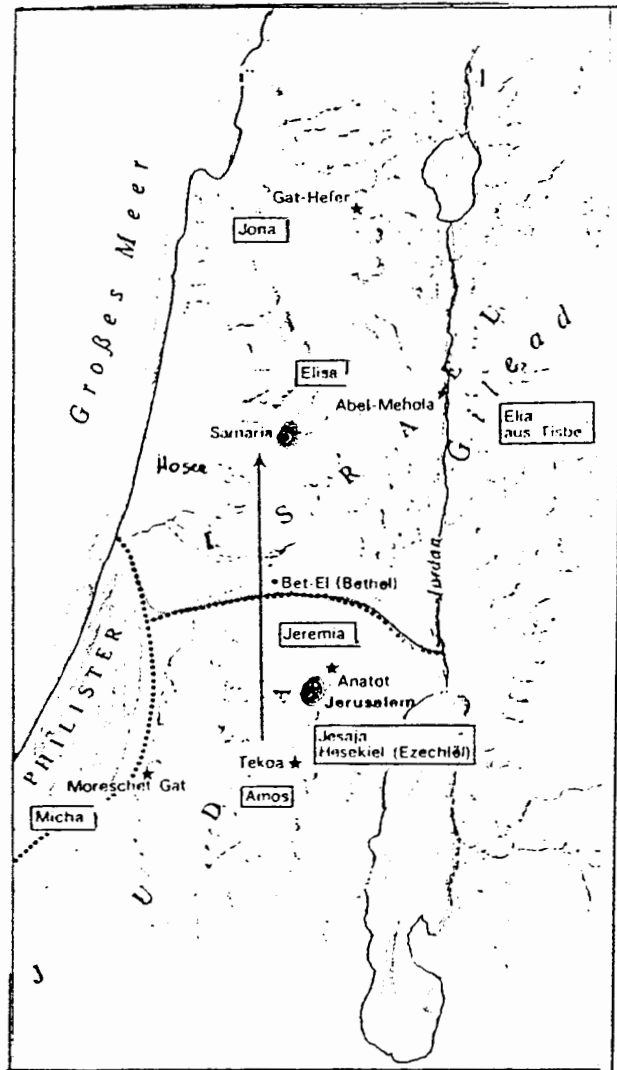 Großes Meer
Gat-Hefer
Jona
Elisa
Abel-Mehola
Samaria
Elia
aus Tisbe
Gilead
Hosea
ISRAEL
Jordan
Bet-El (Bethel)
PHILISTER
Jeremia
Anatot
Jerusalem
Jesaja
Hesekiel (Ezechiel)
Tekoa
Amos
Moreschet Gat
Micha
JUDA